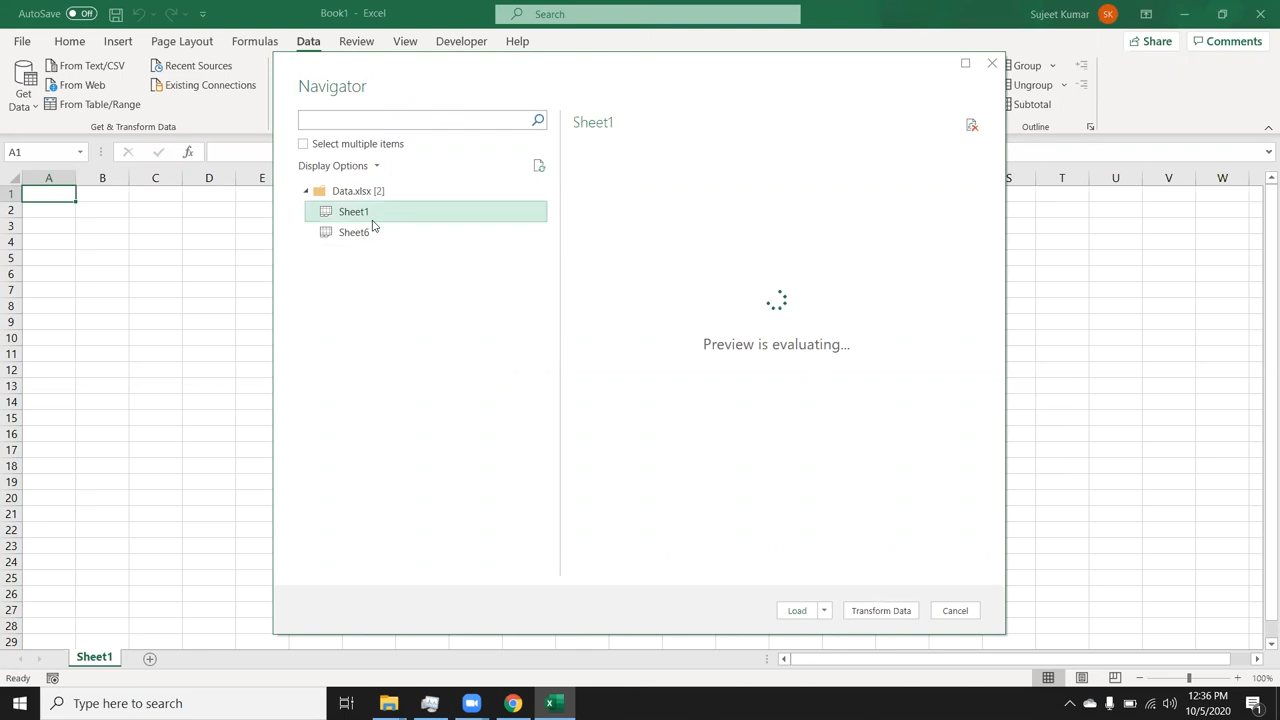 AutoSave Off Book1 - Excel Search Sujeet Kumar SK
File Home Insert Page Layout Formulas Data Review View Developer Help Share Comments
From Text/CSV Recent Sources Group
Get Data From Web Existing Connections Ungroup
From Table/Range Subtotal
Get & Transform Data Outline
Navigator
A1 fx
Select multiple items
Display Options
Data.xlsx [2]
Sheet1
Sheet6
Sheet1
Preview is evaluating...
Load Transform Data Cancel
A B C D E S T U V W
1
2
3
4
5
6
7
8
9
10
11
12
13
14
15
16
17
18
19
20
21
22
23
24
25
26
27
28
29
Sheet1
Ready 100%
Type here to search 12:36 PM
10/5/2020